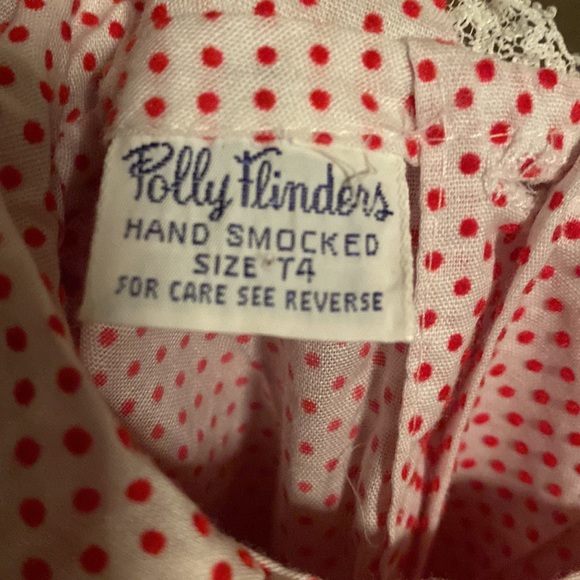 Polly Flinders
HAND SMOCKED
SIZE T4
FOR CARE SEE REVERSE